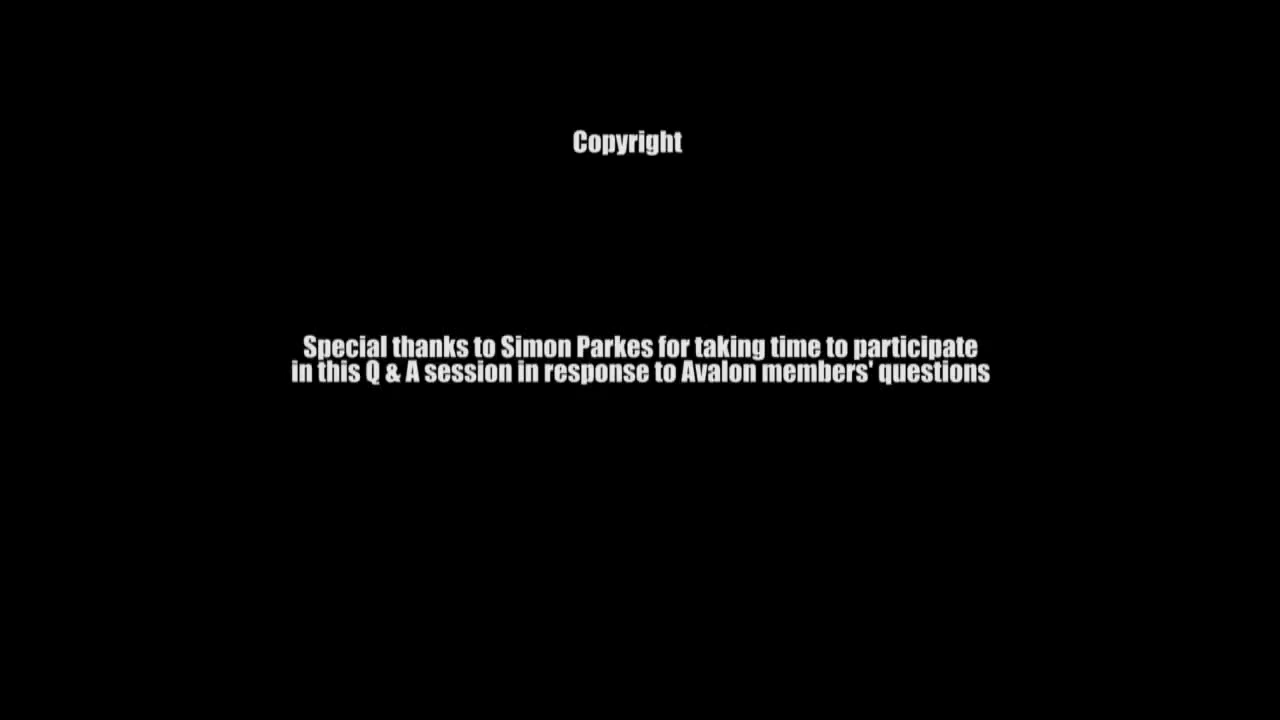 Copyright
Special thanks to Simon Parkes for taking time to participate
in this Q & A session in response to Avalon members' questions